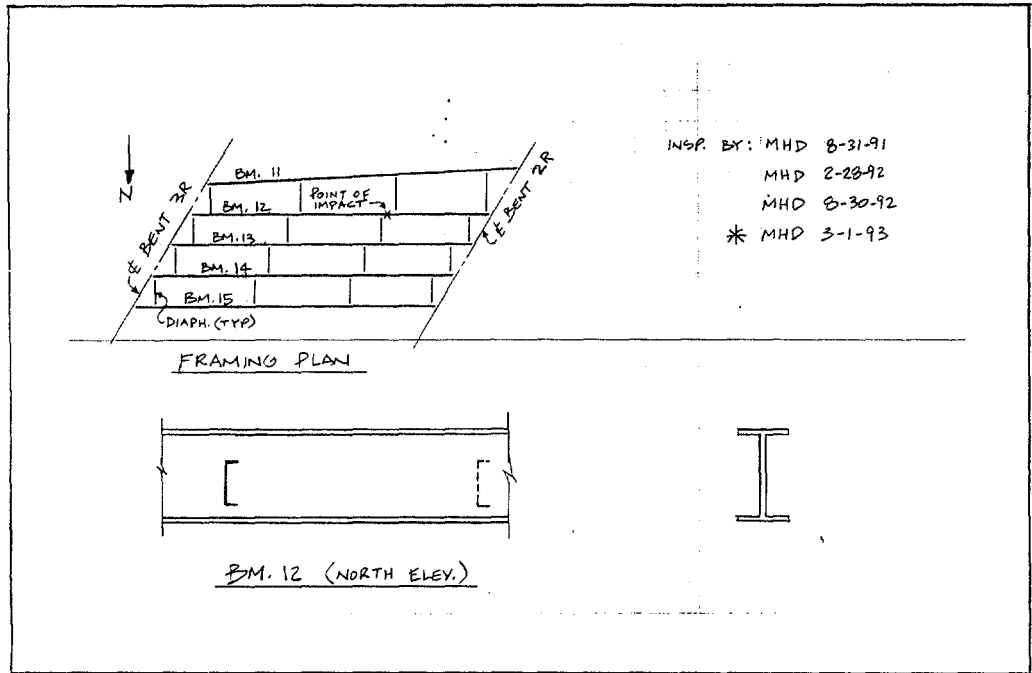 N
BM. 11
POINT OF
IMPACT
BM. 12
BM. 13
BM. 14
BM. 15
DIAPH. (TYP)
℄ BENT 3R
℄ BENT 2R
FRAMING PLAN
INSP. BY: MHD 8-31-91
MHD 2-28-92
MHD 8-30-92
* MHD 3-1-93
BM. 12 (NORTH ELEV.)